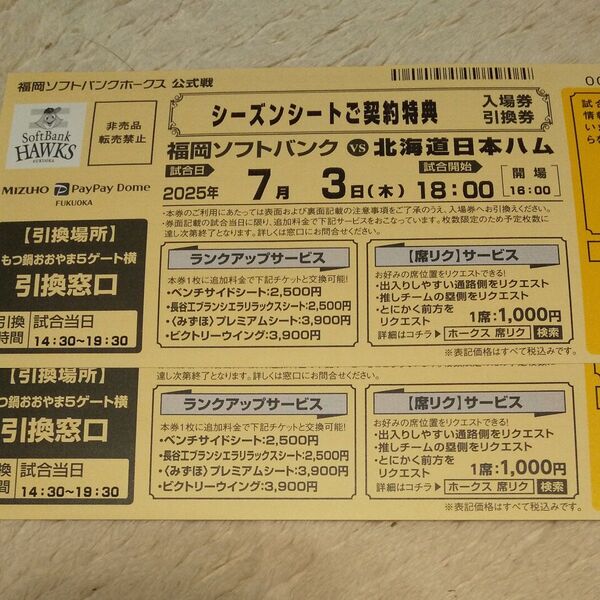 福岡ソフトバンクホークス 公式戦
SoftBank
HAWKS
FUKUOKA
非売品
転売禁止
シーズンシートご契約特典
入場券
引換券
福岡ソフトバンク VS 北海道日本ハム
MIZUHO PayPay Dome
FUKUOKA
試合日
2025年 7月 3日(木)
試合開始
18:00
開場
16:00
・本券のご利用にあたっては表面および裏面記載の注意事項をご了承のうえ、入場券へお引換えください。
・券面記載の試合日に限り、試合観戦サービスをおこなっています。枚数限定のため予定枚数に
達し次第終了となります。詳しくは窓口にお問合せください。
【引換場所】
もつ鍋おおやま5ゲート横
引換窓口
引換
時間
試合当日
14:30~19:30
ランクアップサービス
本券1枚に追加料金で下記チケットと交換可能!
・ベンチサイドシート:2,500円
・長谷工ブランシエラリラックスシート:2,500円
・〈みずほ〉プレミアムシート:3,900円
・ビクトリーウイング:3,900円
【席リク】サービス
お好みの席位置をリクエストできる!
・出入りしやすい通路側をリクエスト
・推しチームの塁側をリクエスト
・とにかく前方を
リクエスト
1席:1,000円
詳細はコチラ▶ ホークス 席リク 検索
※表記価格はすべて税込みです。
00
試合
情報
いま
らを
引換場所】
つ鍋おおやま5ゲート横
引換窓口
換
間
試合当日
14:30~19:30
達し次第終了となります。詳しくは窓口にお問合せください。
ランクアップサービス
本券1枚に追加料金で下記チケットと交換可能!
・ベンチサイドシート:2,500円
・長谷工ブランシエラリラックスシート:2,500円
・〈みずほ〉プレミアムシート:3,900円
・ビクトリーウイング:3,900円
【席リク】サービス
お好みの席位置をリクエストできる!
・出入りしやすい通路側をリクエスト
・推しチームの塁側をリクエスト
・とにかく前方を
リクエスト
1席:1,000円
詳細はコチラ▶ ホークス 席リク 検索
※表記価格はすべて税込みです。